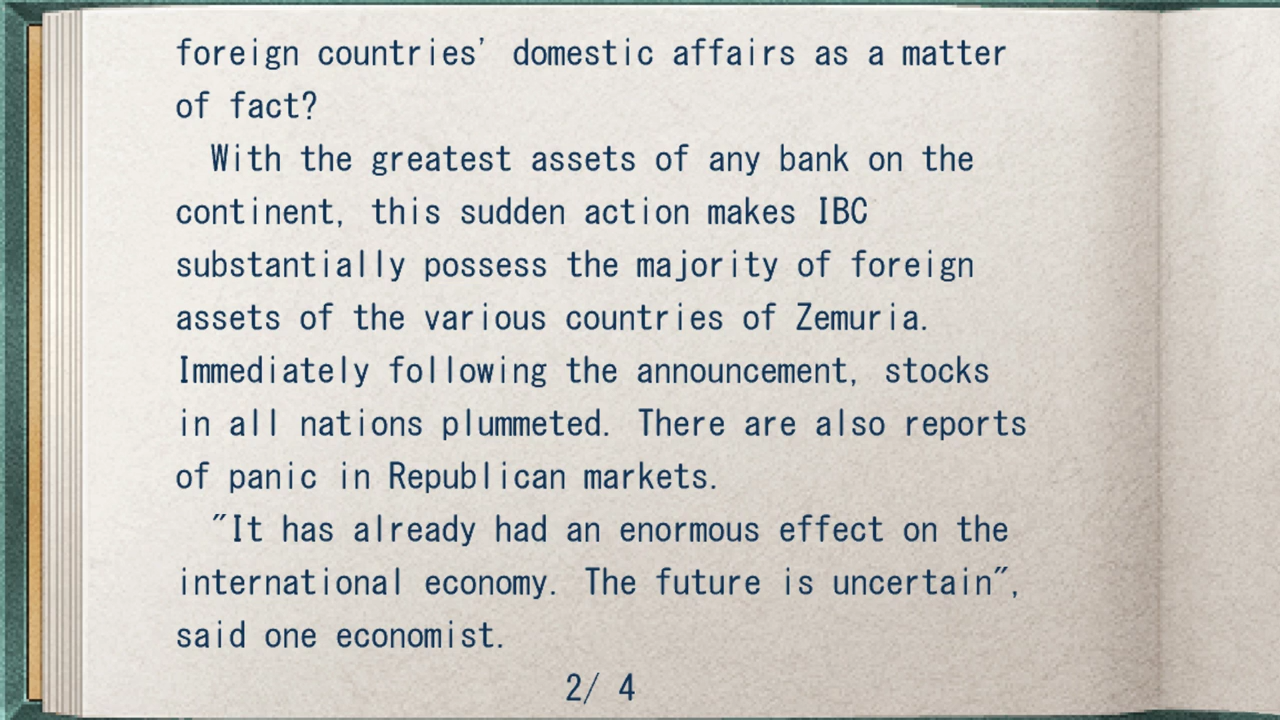 foreign countries' domestic affairs as a matter
of fact?
With the greatest assets of any bank on the
continent, this sudden action makes IBC
substantially possess the majority of foreign
assets of the various countries of Zemuria.
Immediately following the announcement, stocks
in all nations plummeted. There are also reports
of panic in Republican markets.
"It has already had an enormous effect on the
international economy. The future is uncertain",
said one economist.
2/ 4